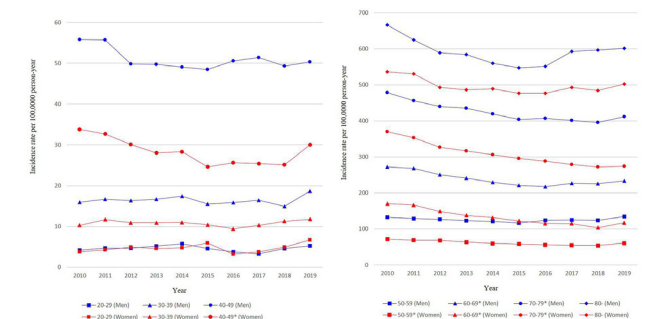 60
50
40
30
20
10
0
Incidence rate per 100,0000 person-year
2010 2011 2012 2013 2014 2015 2016 2017 2018 2019
Year
20-29 (Men) 30-39 (Men) 40-49 (Men)
20-29 (Women) 30-39 (Women) 40-49* (Women)
700
600
500
400
300
200
100
0
Incidence rate per 100,0000 person-year
2010 2011 2012 2013 2014 2015 2016 2017 2018 2019
Year
50-59 (Men) 60-69* (Men) 70-79* (Men) 80- (Men)
50-59* (Women) 60-69* (Women) 70-79* (Women) 80- (Women)